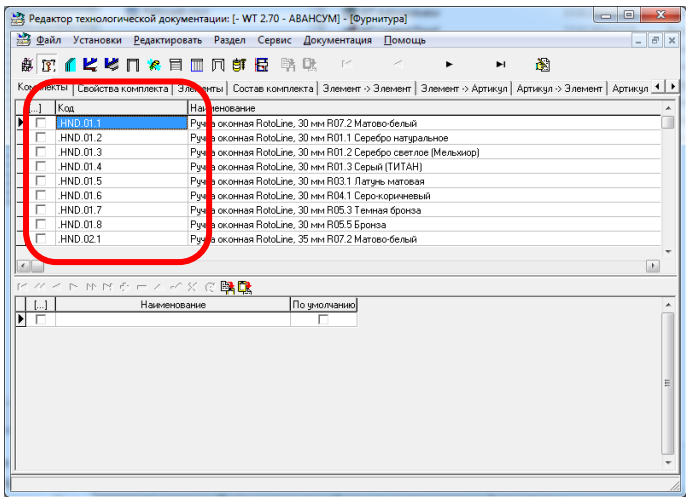 Редактор технологической документации: [- WT 2.70 - АВАНСУМ] - [Фурнитура]
Файл Установки Редактировать Раздел Сервис Документация Помощь
Комплекты Свойства комплекта Элементы Состав комплекта Элемент -> Элемент Элемент -> Артикул Артикул -> Элемент Артикул
[...] Код Наименование
.HND.01.1 Ручка оконная RotoLine, 30 мм R07.2 Матово-белый
.HND.01.2 Ручка оконная RotoLine, 30 мм R01.1 Серебро натуральное
.HND.01.3 Ручка оконная RotoLine, 30 мм R01.2 Серебро светлое (Мельхиор)
.HND.01.4 Ручка оконная RotoLine, 30 мм R01.3 Серый (ТИТАН)
.HND.01.5 Ручка оконная RotoLine, 30 мм R03.1 Латунь матовая
.HND.01.6 Ручка оконная RotoLine, 30 мм R04.1 Серо-коричневый
.HND.01.7 Ручка оконная RotoLine, 30 мм R05.3 Темная бронза
.HND.01.8 Ручка оконная RotoLine, 30 мм R05.5 Бронза
.HND.02.1 Ручка оконная RotoLine, 35 мм R07.2 Матово-белый
[...] Наименование По умолчанию